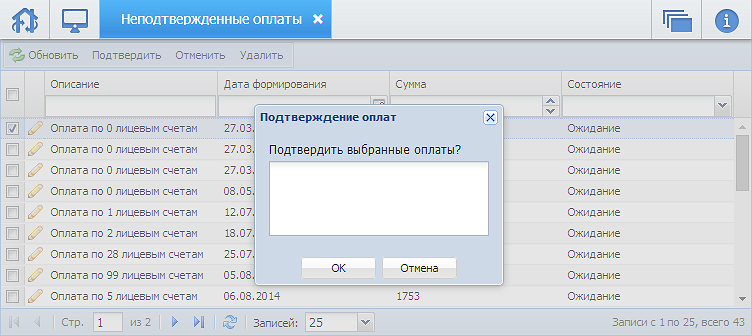 Неподтвержденные оплаты
Обновить Подтвердить Отменить Удалить
Описание Дата формирования Сумма Состояние
Подтверждение оплат
Подтвердить выбранные оплаты?
OK Отмена
Оплата по 0 лицевым счетам 27.03. Ожидание
Оплата по 0 лицевым счетам 27.03. Ожидание
Оплата по 0 лицевым счетам 27.03. Ожидание
Оплата по 0 лицевым счетам 08.05. Ожидание
Оплата по 1 лицевым счетам 12.07. Ожидание
Оплата по 2 лицевым счетам 18.07. Ожидание
Оплата по 28 лицевым счетам 25.07. Ожидание
Оплата по 99 лицевым счетам 05.08. Ожидание
Оплата по 5 лицевым счетам 06.08.2014 1753 Ожидание
Стр. 1 из 2 Записей: 25 Записи с 1 по 25, всего 43